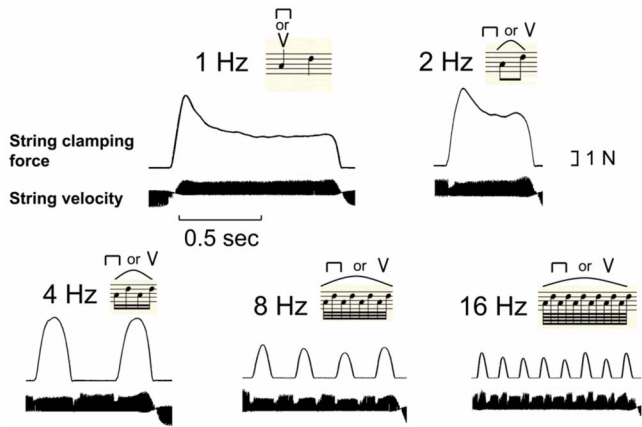 or
V
1 Hz
or V
2 Hz
String clamping
force
1 N
String velocity
0.5 sec
or V
4 Hz
or V
8 Hz
or V
16 Hz